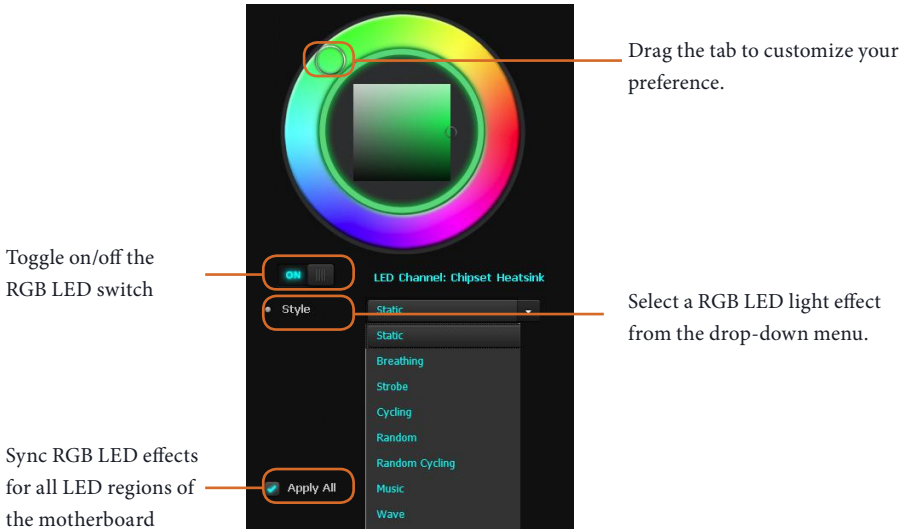 Drag the tab to customize your
preference.
Toggle on/off the
RGB LED switch
ON
LED Channel: Chipset Heatsink
Style
Static
Select a RGB LED light effect
from the drop-down menu.
Static
Breathing
Strobe
Cycling
Random
Random Cycling
Music
Wave
Sync RGB LED effects
for all LED regions of
the motherboard
Apply All